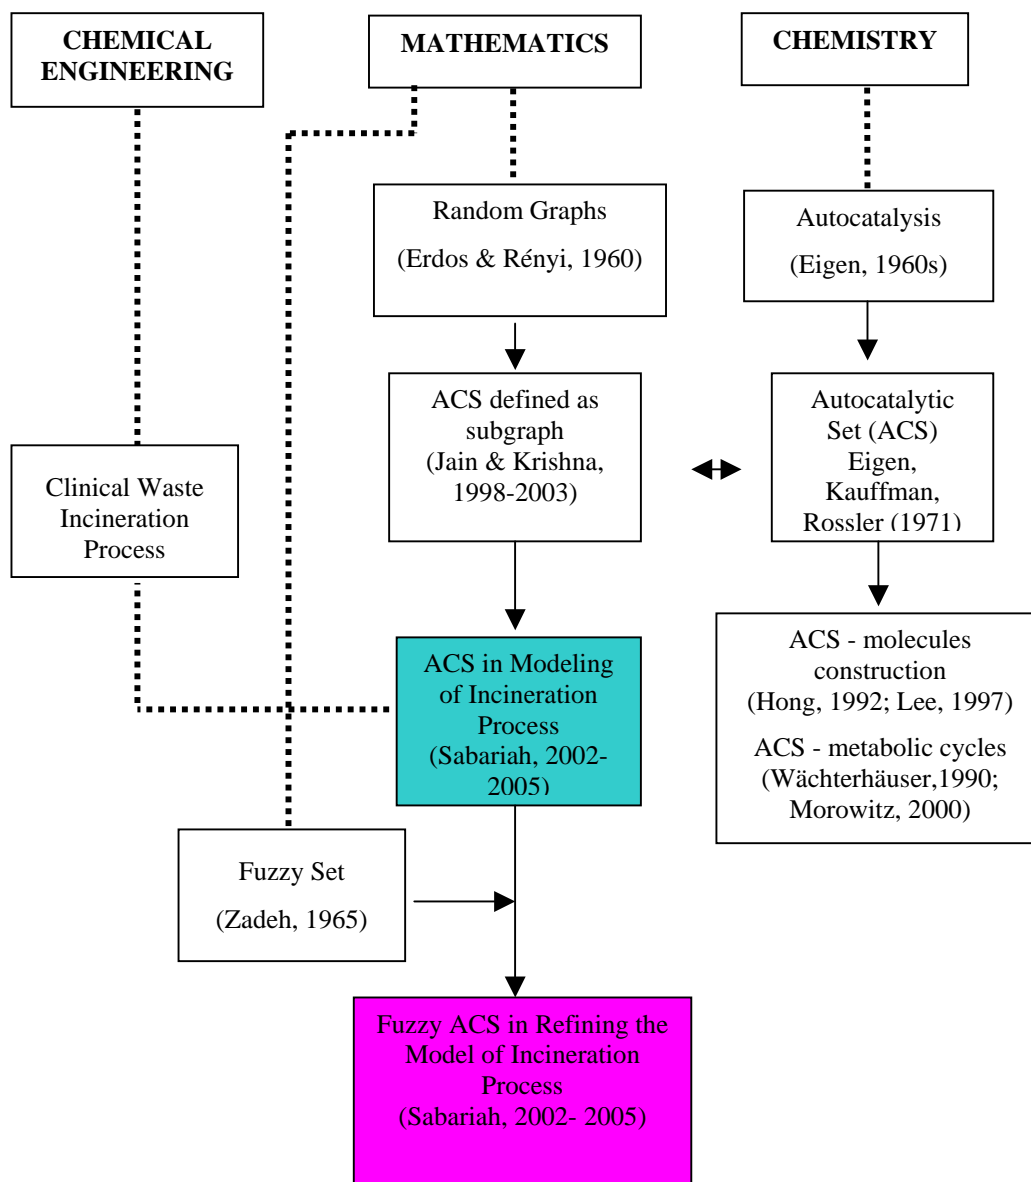 CHEMICAL
ENGINEERING
MATHEMATICS
CHEMISTRY
Random Graphs
(Erdos & Rényi, 1960)
Autocatalysis
(Eigen, 1960s)
ACS defined as
subgraph
(Jain & Krishna,
1998-2003)
Autocatalytic
Set (ACS)
Eigen,
Kauffman,
Rossler (1971)
Clinical Waste
Incineration
Process
ACS in Modeling
of Incineration
Process
(Sabariah, 2002-
2005)
ACS - molecules
construction
(Hong, 1992; Lee, 1997)
ACS - metabolic cycles
(Wächterhäuser,1990;
Morowitz, 2000)
Fuzzy Set
(Zadeh, 1965)
Fuzzy ACS in Refining the
Model of Incineration
Process
(Sabariah, 2002- 2005)